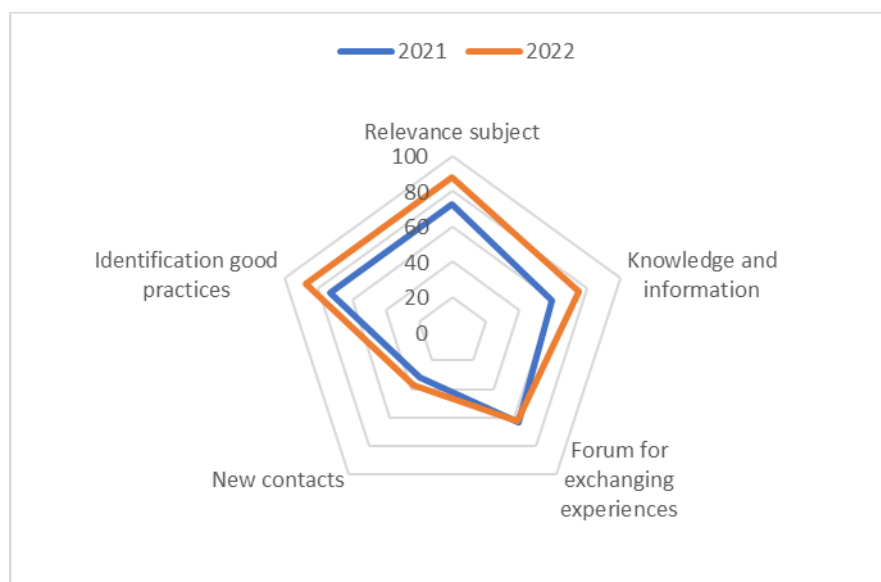 2021 2022
Relevance subject
100
80
60
40
20
0
Identification good
practices
Knowledge and
information
New contacts
Forum for
exchanging
experiences